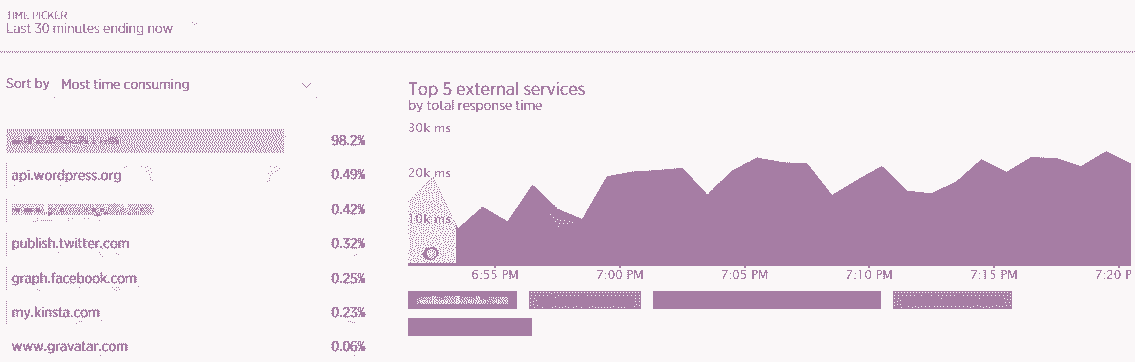 TIME PICKER
Last 30 minutes ending now
Sort by Most time consuming
98.2%
api.wordpress.org 0.49%
0.42%
publish.twitter.com 0.32%
graph.facebook.com 0.25%
my.kinsta.com 0.23%
www.gravatar.com 0.06%
Top 5 external services
by total response time
30k ms
20k ms
10k ms
6:55 PM 7:00 PM 7:05 PM 7:10 PM 7:15 PM 7:20 P